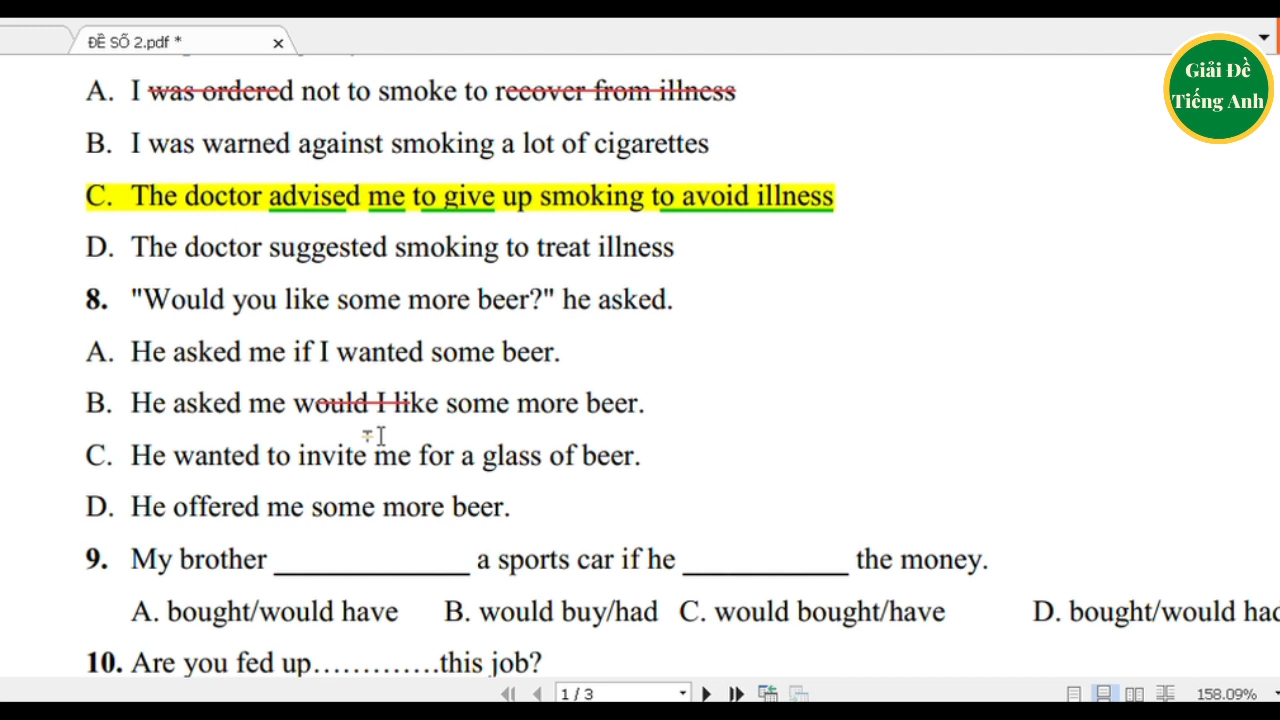 ĐỀ SỐ 2.pdf *
Giải Đề
Tiếng Anh
A. I was ordered not to smoke to recover from illness
B. I was warned against smoking a lot of cigarettes
C. The doctor advised me to give up smoking to avoid illness
D. The doctor suggested smoking to treat illness
8. "Would you like some more beer?" he asked.
A. He asked me if I wanted some beer.
B. He asked me would I like some more beer.
C. He wanted to invite me for a glass of beer.
D. He offered me some more beer.
9. My brother _____________ a sports car if he ___________ the money.
A. bought/would have B. would buy/had C. would bought/have D. bought/would had
10. Are you fed up………….this job?
1 / 3 158.09%